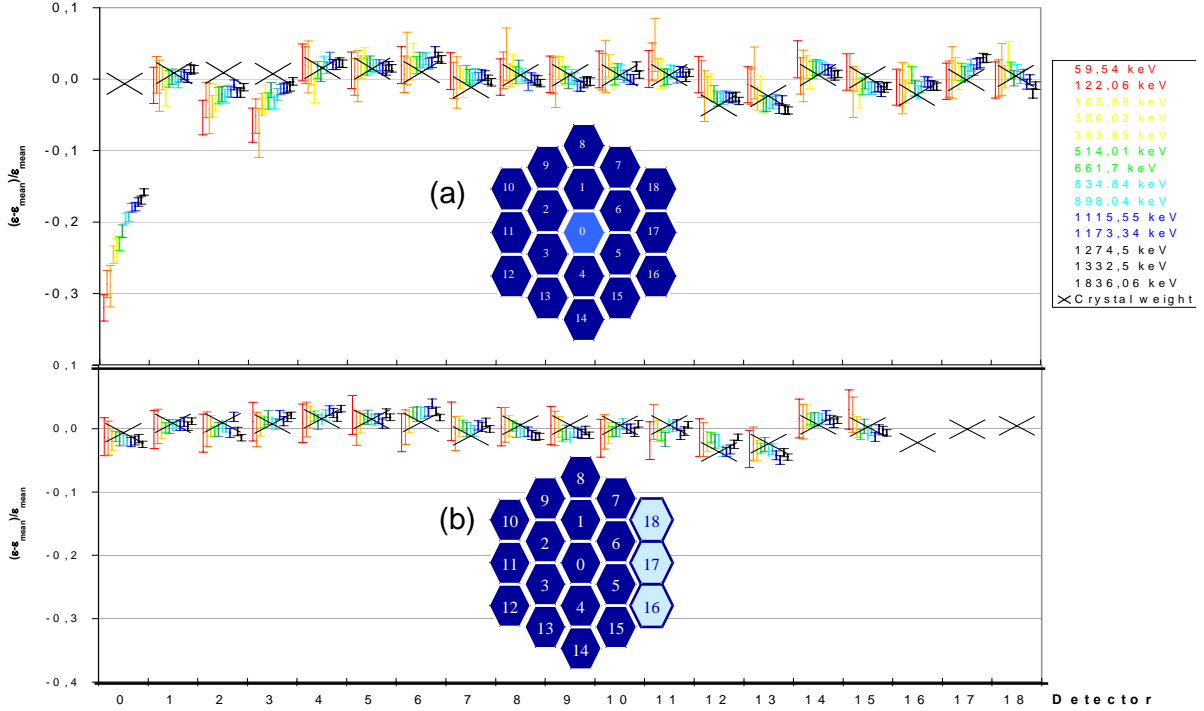 0,1
0,0
-0,1
-0,2
-0,3
0,1
(ε-ε mean)/ε mean
(a)
8
9 7
10 1 18
2 6
11 0 17
3 5
12 4 16
13 15
14
59,54 keV
122,06 keV
165,86 keV
356,02 keV
383,85 keV
514,01 keV
661,7 keV
834.84 keV
898,04 keV
1115,55 keV
1173,34 keV
1274,5 keV
1332,5 keV
1836,06 keV
Crystal weight
0,0
-0,1
-0,2
-0,3
-0,4
(ε-ε mean)/ε mean
(b)
8
9 7
10 1 18
2 6
11 0 17
3 5
12 4 16
13 15
14
0 1 2 3 4 5 6 7 8 9 10 11 12 13 14 15 16 17 18 Detector